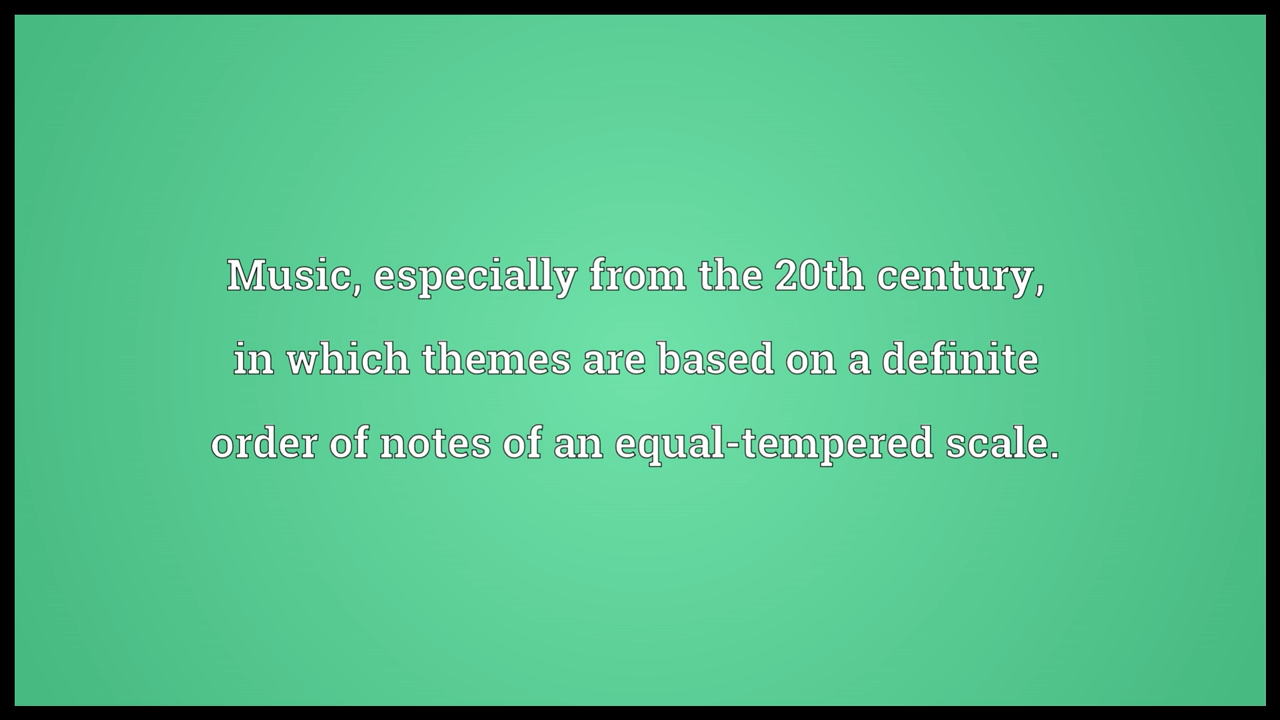 Music, especially from the 20th century,
in which themes are based on a definite
order of notes of an equal-tempered scale.